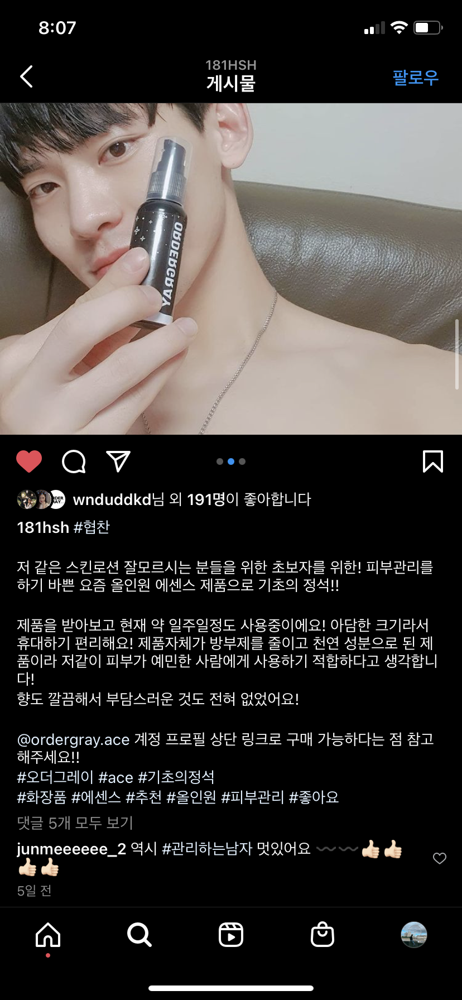 8:07
181HSH
게시물
팔로우
ORDERGRAY
wnduddkd님 외 191명이 좋아합니다
181hsh #협찬
저 같은 스킨로션 잘모르시는 분들을 위한 초보자를 위한! 피부관리를
하기 바쁜 요즘 올인원 에센스 제품으로 기초의 정석!!
제품을 받아보고 현재 약 일주일정도 사용중이에요! 아담한 크기라서
휴대하기 편리해요! 제품자체가 방부제를 줄이고 천연 성분으로 된 제
품이라 저같이 피부가 예민한 사람에게 사용하기 적합하다고 생각합니
다!
향도 깔끔해서 부담스러운 것도 전혀 없었어요!
@ordergray.ace 계정 프로필 상단 링크로 구매 가능하다는 점 참고
해주세요!!
#오더그레이 #ace #기초의정석
#화장품 #에센스 #추천 #올인원 #피부관리 #좋아요
댓글 5개 모두 보기
junmeeeeee_2 역시 #관리하는남자 멋있어요 〰️〰️👍🏻👍🏻
👍🏻👍🏻
5일 전